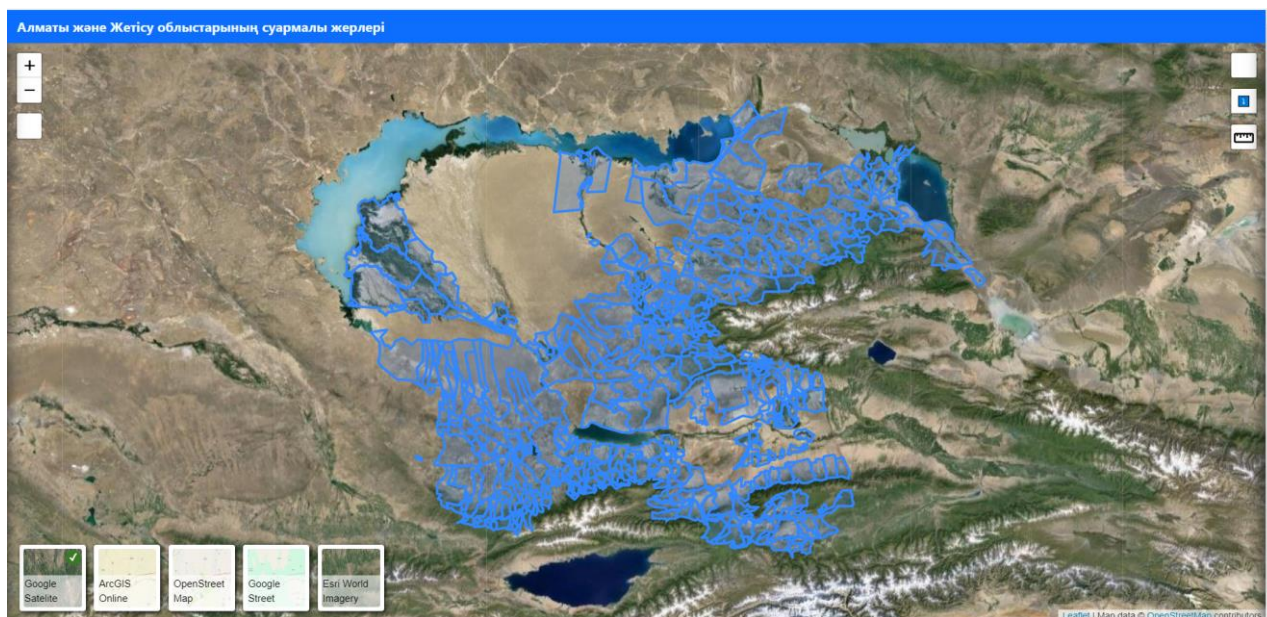 Алматы және Жетісу облыстарының суармалы жерлері
+
−
1
Google
Satelite
ArcGIS
Online
OpenStreet
Map
Google
Street
Esri World
Imagery
Leaflet | Map data © OpenStreetMap contributors